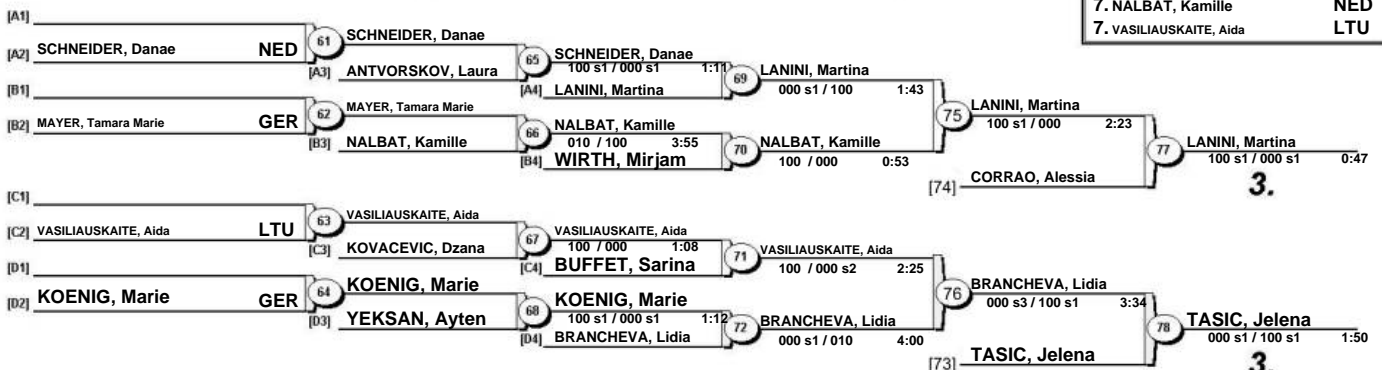 7. NALBAT, Kamille NED
7. VASILIAUSKAITE, Aida LTU
[A1]
[A2] SCHNEIDER, Danae NED
61
SCHNEIDER, Danae
[A3] ANTVORSKOV, Laura
65
SCHNEIDER, Danae
100 s1 / 000 s1 1:11
[A4] LANINI, Martina
69
LANINI, Martina
000 s1 / 100 1:43
[B1]
[B2] MAYER, Tamara Marie GER
62
MAYER, Tamara Marie
[B3] NALBAT, Kamille
66
NALBAT, Kamille
010 / 100 3:55
[B4] WIRTH, Mirjam
70
NALBAT, Kamille
100 / 000 0:53
75
LANINI, Martina
100 s1 / 000 2:23
[74] CORRAO, Alessia
77
LANINI, Martina
100 s1 / 000 s1 0:47
3.
[C1]
[C2] VASILIAUSKAITE, Aida LTU
63
VASILIAUSKAITE, Aida
[C3] KOVACEVIC, Dzana
67
VASILIAUSKAITE, Aida
100 / 000 1:08
[C4] BUFFET, Sarina
71
VASILIAUSKAITE, Aida
100 / 000 s2 2:25
[D1]
[D2] KOENIG, Marie GER
64
KOENIG, Marie
[D3] YEKSAN, Ayten
68
KOENIG, Marie
100 s1 / 000 s1 1:12
[D4] BRANCHEVA, Lidia
72
BRANCHEVA, Lidia
000 s1 / 010 4:00
76
BRANCHEVA, Lidia
000 s3 / 100 s1 3:34
[73] TASIC, Jelena
78
TASIC, Jelena
000 s1 / 100 s1 1:50
3.